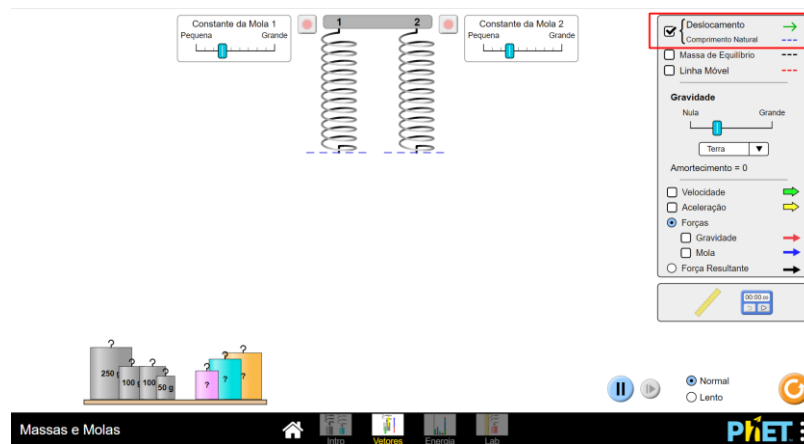 Constante da Mola 1
Pequena Grande
1 2
Constante da Mola 2
Pequena Grande
Deslocamento
Comprimento Natural
Massa de Equilíbrio
Linha Móvel
Gravidade
Nula Grande
Terra
Amortecimento = 0
Velocidade
Aceleração
Forças
Gravidade
Mola
Força Resultante
00:00.00
250 g
100 g
100
50 g
?
?
?
Normal
Lento
Massas e Molas
Intro
Vetores
Energia
Lab
PhET